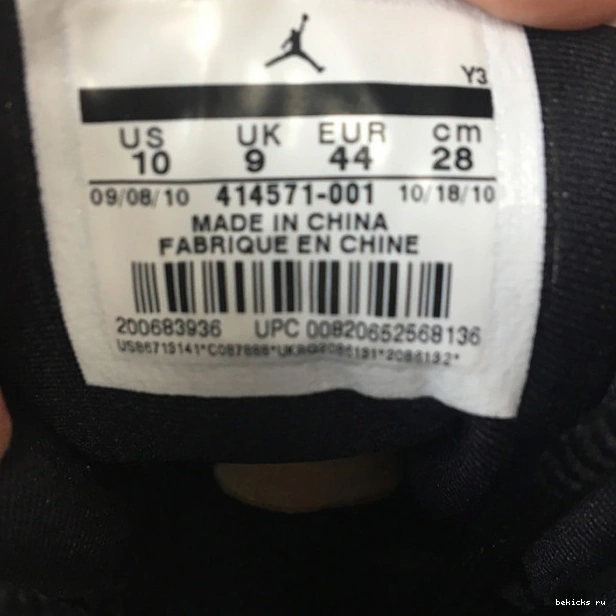 Y3
US UK EUR cm
10 9 44 28
09/08/10 414571-001 10/18/10
MADE IN CHINA
FABRIQUE EN CHINE
200683936 UPC 00820652568136
bekicks ru